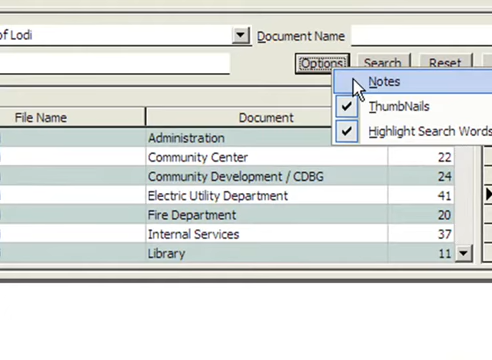 of Lodi Document Name
Options Search Reset
Notes
ThumbNails
Highlight Search Words
File Name Document
Administration
Community Center 22
Community Development / CDBG 24
Electric Utility Department 41
Fire Department 20
Internal Services 37
Library 11